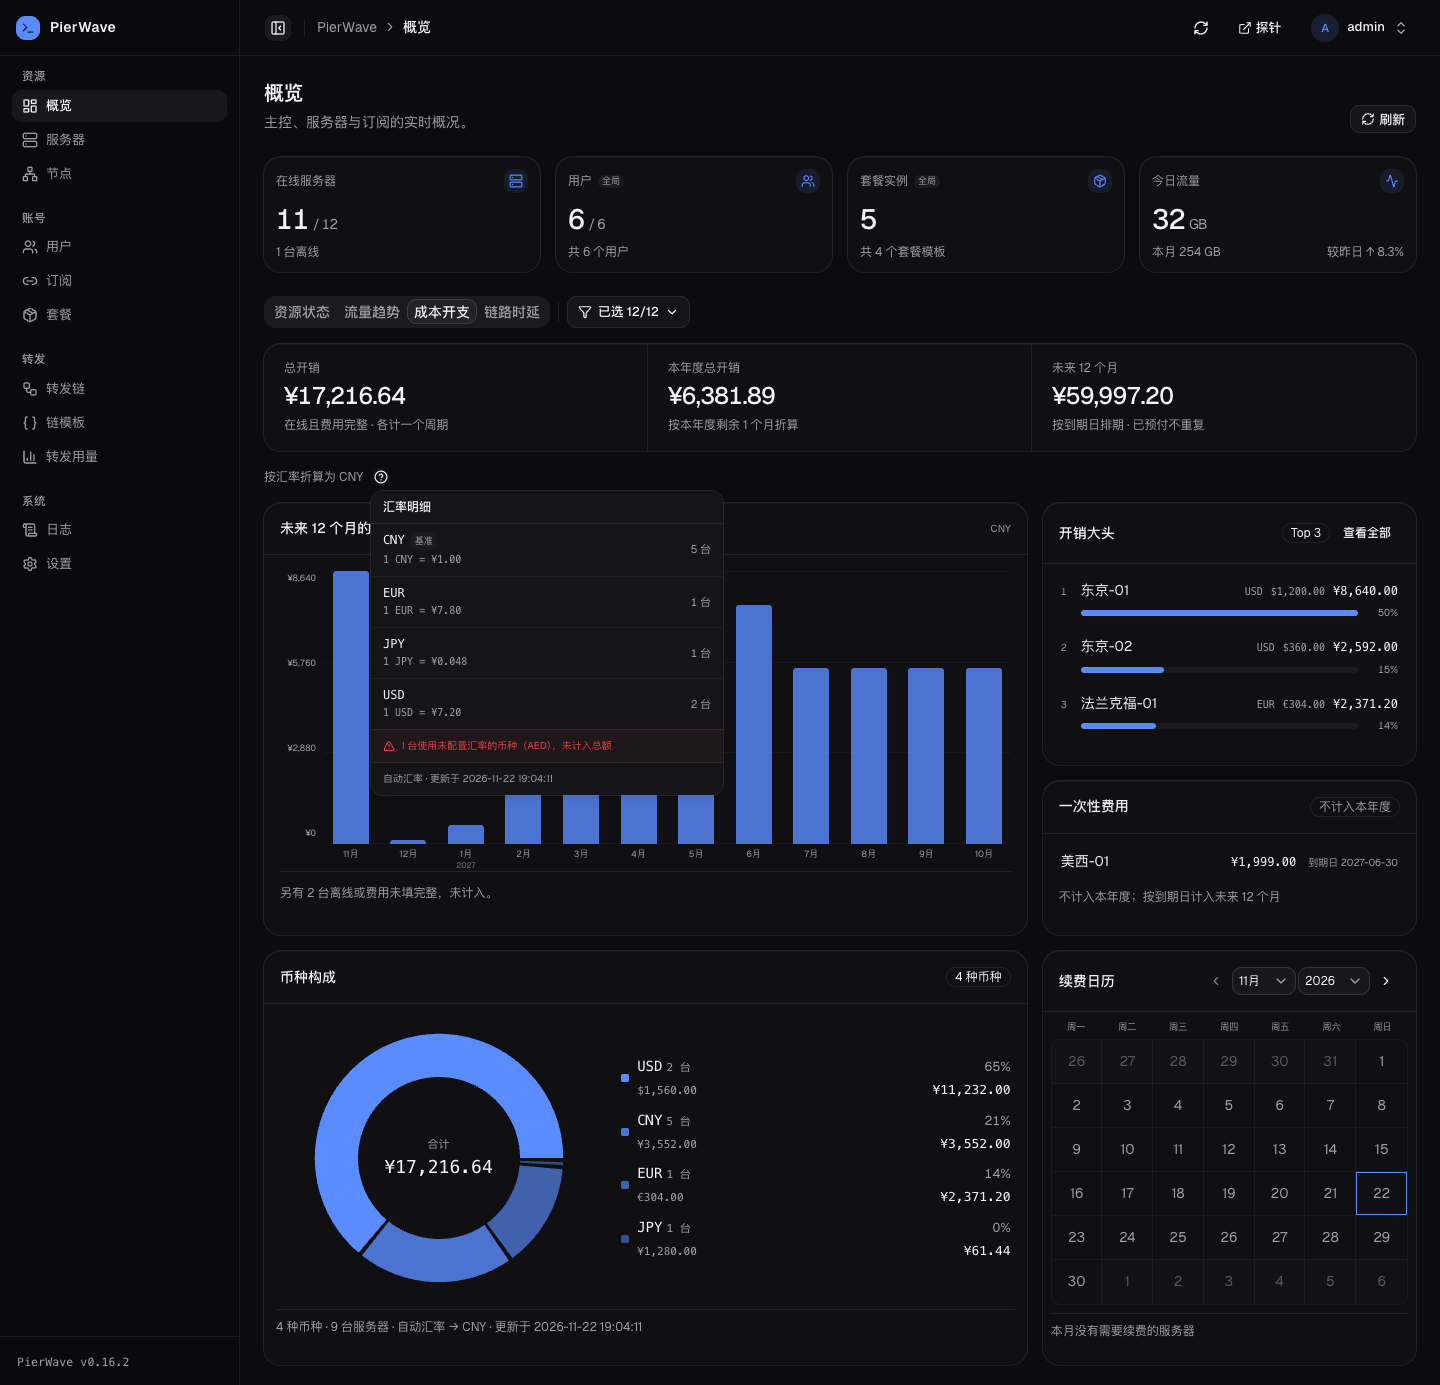 PierWave
PierWave > 概览
探针
A admin
资源
概览
服务器
节点
账号
用户
订阅
套餐
转发
转发链
链模板
转发用量
系统
日志
设置
PierWave v0.16.2
概览
主控、服务器与订阅的实时概况。
刷新
在线服务器
11 / 12
1 台离线
用户 全局
6 / 6
共 6 个用户
套餐实例 全局
5
共 4 个套餐模板
今日流量
32 GB
本月 254 GB 较昨日 ↑ 8.3%
资源状态 流量趋势 成本开支 链路时延 已选 12/12
总开销
¥17,216.64
在线且费用完整 · 各计一个周期
本年度总开销
¥6,381.89
按本年度剩余 1 个月折算
未来 12 个月
¥59,997.20
按到期日排期 · 已预付不重复
按汇率折算为 CNY
未来 12 个月的
CNY
汇率明细
CNY 基准
1 CNY = ¥1.00
5 台
EUR
1 EUR = ¥7.80
1 台
JPY
1 JPY = ¥0.048
1 台
USD
1 USD = ¥7.20
2 台
1 台使用未配置汇率的币种（AED），未计入总额
自动汇率 · 更新于 2026-11-22 19:04:11
¥8,640
¥5,760
¥2,880
¥0
11月 12月 1月 2月 3月 4月 5月 6月 7月 8月 9月 10月
2027
另有 2 台离线或费用未填完整，未计入。
开销大头 Top 3 查看全部
1 东京-01 USD $1,200.00 ¥8,640.00
50%
2 东京-02 USD $360.00 ¥2,592.00
15%
3 法兰克福-01 EUR €304.00 ¥2,371.20
14%
一次性费用 不计入本年度
美西-01 ¥1,999.00 到期日 2027-06-30
不计入本年度；按到期日计入未来 12 个月
币种构成 4 种币种
合计
¥17,216.64
USD 2 台 65%
$1,560.00 ¥11,232.00
CNY 5 台 21%
¥3,552.00 ¥3,552.00
EUR 1 台 14%
€304.00 ¥2,371.20
JPY 1 台 0%
¥1,280.00 ¥61.44
4 种币种 · 9 台服务器 · 自动汇率 → CNY · 更新于 2026-11-22 19:04:11
续费日历 11月 2026
周一 周二 周三 周四 周五 周六 周日
26 27 28 29 30 31 1
2 3 4 5 6 7 8
9 10 11 12 13 14 15
16 17 18 19 20 21 22
23 24 25 26 27 28 29
30 1 2 3 4 5 6
本月没有需要续费的服务器